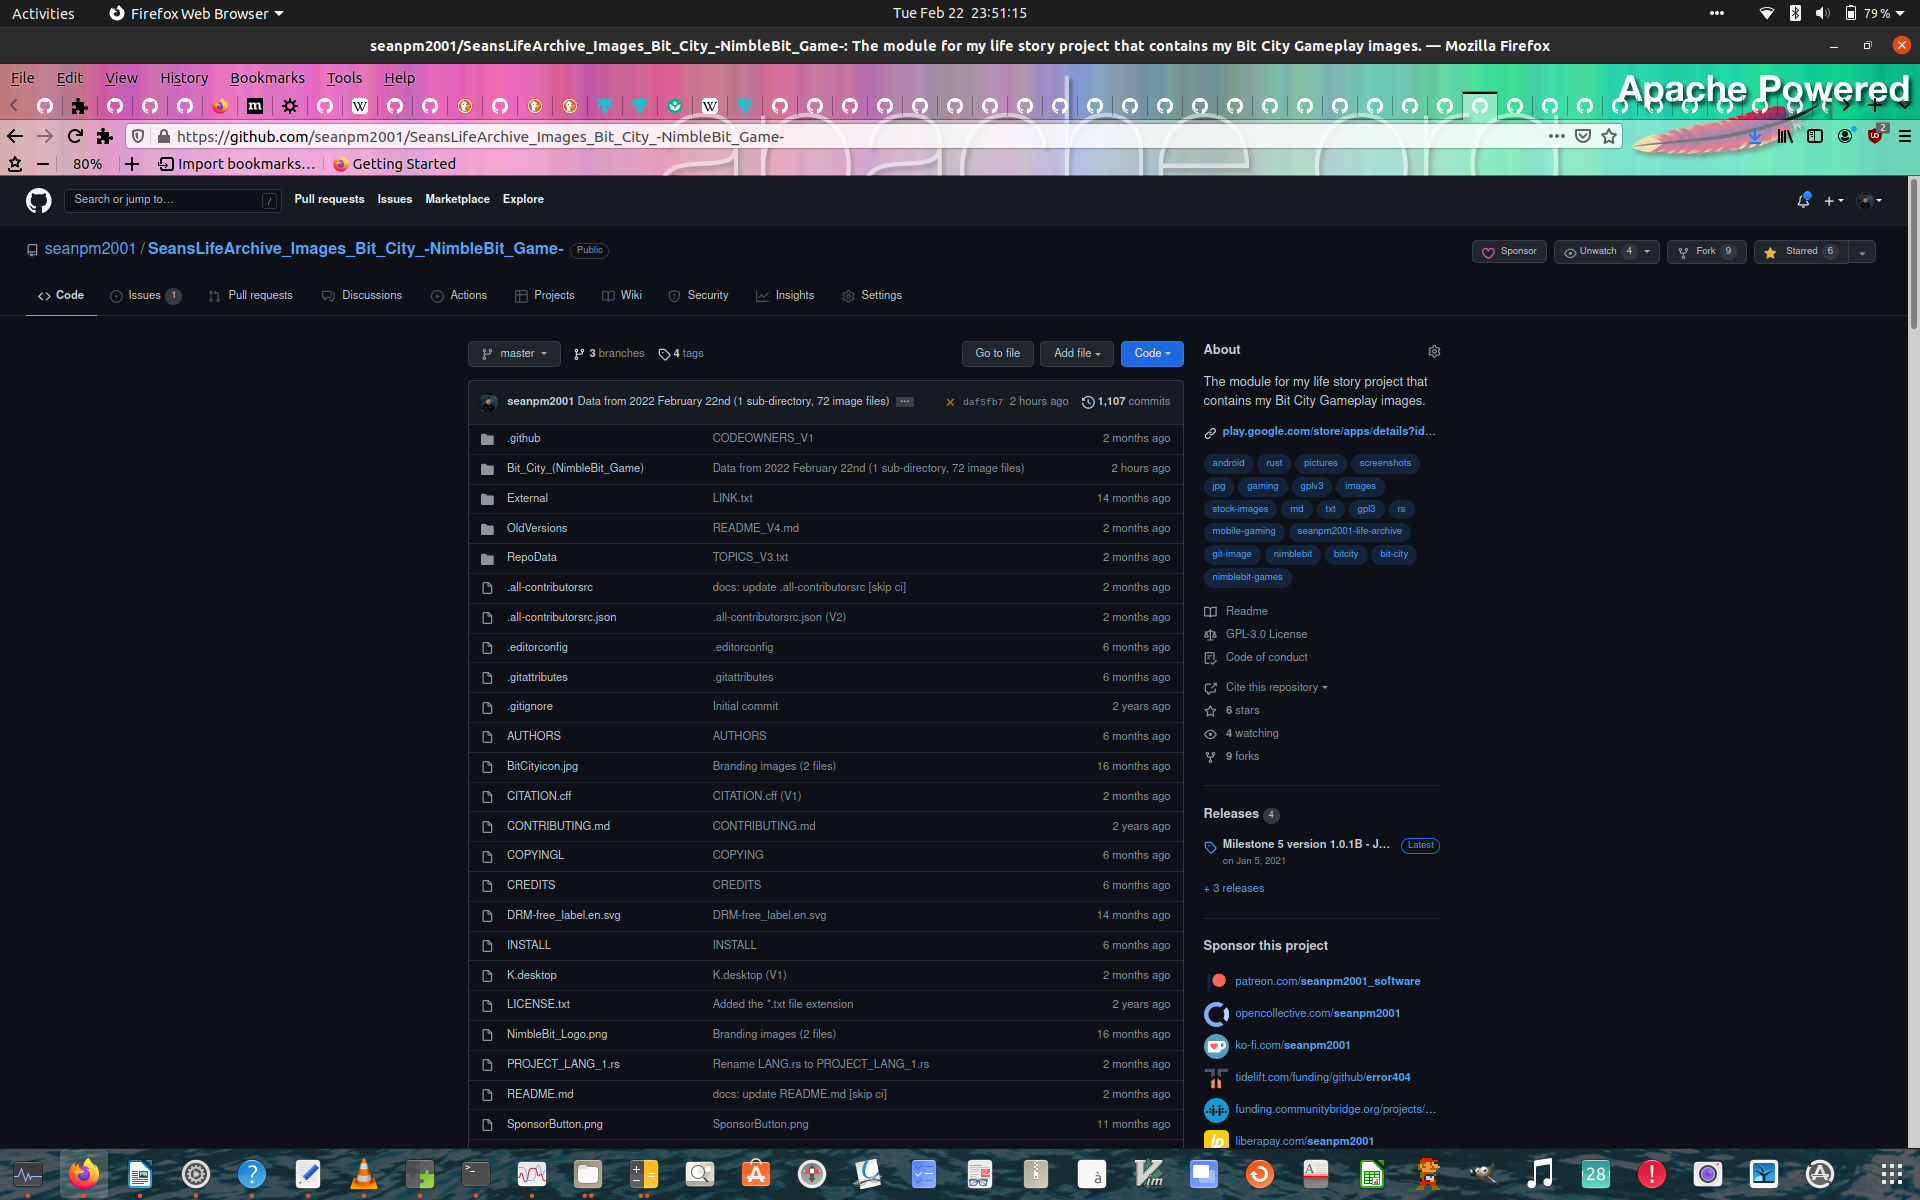 Activities Firefox Web Browser Tue Feb 22 23:51:15 79 %
seanpm2001/SeansLifeArchive_Images_Bit_City_-NimbleBit_Game-: The module for my life story project that contains my Bit City Gameplay images. — Mozilla Firefox
File Edit View History Bookmarks Tools Help
Apache Powered
https://github.com/seanpm2001/SeansLifeArchive_Images_Bit_City_-NimbleBit_Game- 2
80% Import bookmarks... Getting Started
Search or jump to... / Pull requests Issues Marketplace Explore
seanpm2001 / SeansLifeArchive_Images_Bit_City_-NimbleBit_Game- Public Sponsor Unwatch 4 Fork 9 Starred 6
Code Issues 1 Pull requests Discussions Actions Projects Wiki Security Insights Settings
master 3 branches 4 tags Go to file Add file Code
seanpm2001 Data from 2022 February 22nd (1 sub-directory, 72 image files) ... daf5fb7 2 hours ago 1,107 commits
.github CODEOWNERS_V1 2 months ago
Bit_City_(NimbleBit_Game) Data from 2022 February 22nd (1 sub-directory, 72 image files) 2 hours ago
External LINK.txt 14 months ago
OldVersions README_V4.md 2 months ago
RepoData TOPICS_V3.txt 2 months ago
.all-contributorsrc docs: update .all-contributorsrc [skip ci] 2 months ago
.all-contributorsrc.json .all-contributorsrc.json (V2) 2 months ago
.editorconfig .editorconfig 6 months ago
.gitattributes .gitattributes 6 months ago
.gitignore Initial commit 2 years ago
AUTHORS AUTHORS 6 months ago
BitCityicon.jpg Branding images (2 files) 16 months ago
CITATION.cff CITATION.cff (V1) 2 months ago
CONTRIBUTING.md CONTRIBUTING.md 2 years ago
COPYINGL COPYING 6 months ago
CREDITS CREDITS 6 months ago
DRM-free_label.en.svg DRM-free_label.en.svg 14 months ago
INSTALL INSTALL 6 months ago
K.desktop K.desktop (V1) 2 months ago
LICENSE.txt Added the *.txt file extension 2 years ago
NimbleBit_Logo.png Branding images (2 files) 16 months ago
PROJECT_LANG_1.rs Rename LANG.rs to PROJECT_LANG_1.rs 2 months ago
README.md docs: update README.md [skip ci] 2 months ago
SponsorButton.png SponsorButton.png 11 months ago
About
The module for my life story project that
contains my Bit City Gameplay images.
play.google.com/store/apps/details?id...
android rust pictures screenshots
jpg gaming gplv3 images
stock-images md txt gpl3 rs
mobile-gaming seanpm2001-life-archive
git-image nimblebit bitcity bit-city
nimblebit-games
Readme
GPL-3.0 License
Code of conduct
Cite this repository
6 stars
4 watching
9 forks
Releases 4
Milestone 5 version 1.0.1B - J... Latest
on Jan 5, 2021
+ 3 releases
Sponsor this project
patreon.com/seanpm2001_software
opencollective.com/seanpm2001
ko-fi.com/seanpm2001
tidelift.com/funding/github/error404
funding.communitybridge.org/projects/...
liberapay.com/seanpm2001
28